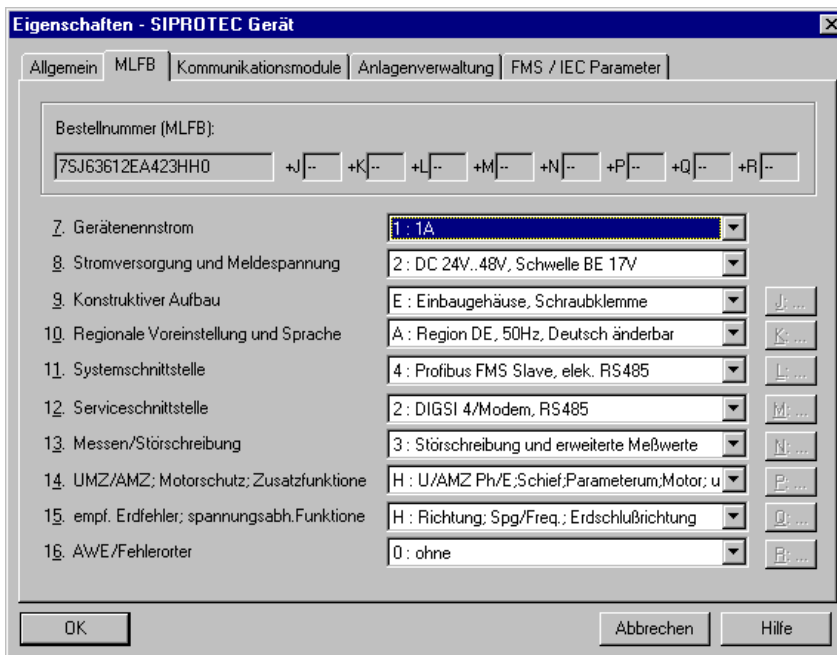 Eigenschaften - SIPROTEC Gerät
Allgemein MLFB Kommunikationsmodule Anlagenverwaltung FMS / IEC Parameter
Bestellnummer (MLFB):
7SJ63612EA423HH0 +J -- +K -- +L -- +M -- +N -- +P -- +Q -- +R --
7. Gerätenennstrom 1 : 1A
8. Stromversorgung und Meldespannung 2 : DC 24V..48V, Schwelle BE 17V
9. Konstruktiver Aufbau E : Einbaugehäuse, Schraubklemme J: ...
10. Regionale Voreinstellung und Sprache A : Region DE, 50Hz, Deutsch änderbar K: ...
11. Systemschnittstelle 4 : Profibus FMS Slave, elek. RS485 L: ...
12. Serviceschnittstelle 2 : DIGSI 4/Modem, RS485 M: ...
13. Messen/Störschreibung 3 : Störschreibung und erweiterte Meßwerte N: ...
14. UMZ/AMZ; Motorschutz; Zusatzfunktione H : U/AMZ Ph/E;Schief;Parameterum;Motor; u P: ...
15. empf. Erdfehler; spannungsabh.Funktione H : Richtung; Spg/Freq.; Erdschlußrichtung Q: ...
16. AWE/Fehlerorter 0 : ohne R: ...
OK Abbrechen Hilfe